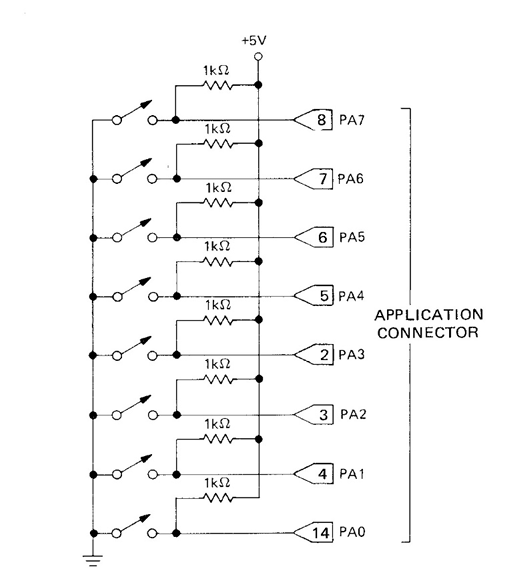 +5V
1kΩ
8 PA7
1kΩ
7 PA6
1kΩ
6 PA5
1kΩ
5 PA4
APPLICATION
CONNECTOR
1kΩ
2 PA3
1kΩ
3 PA2
1kΩ
4 PA1
1kΩ
14 PA0